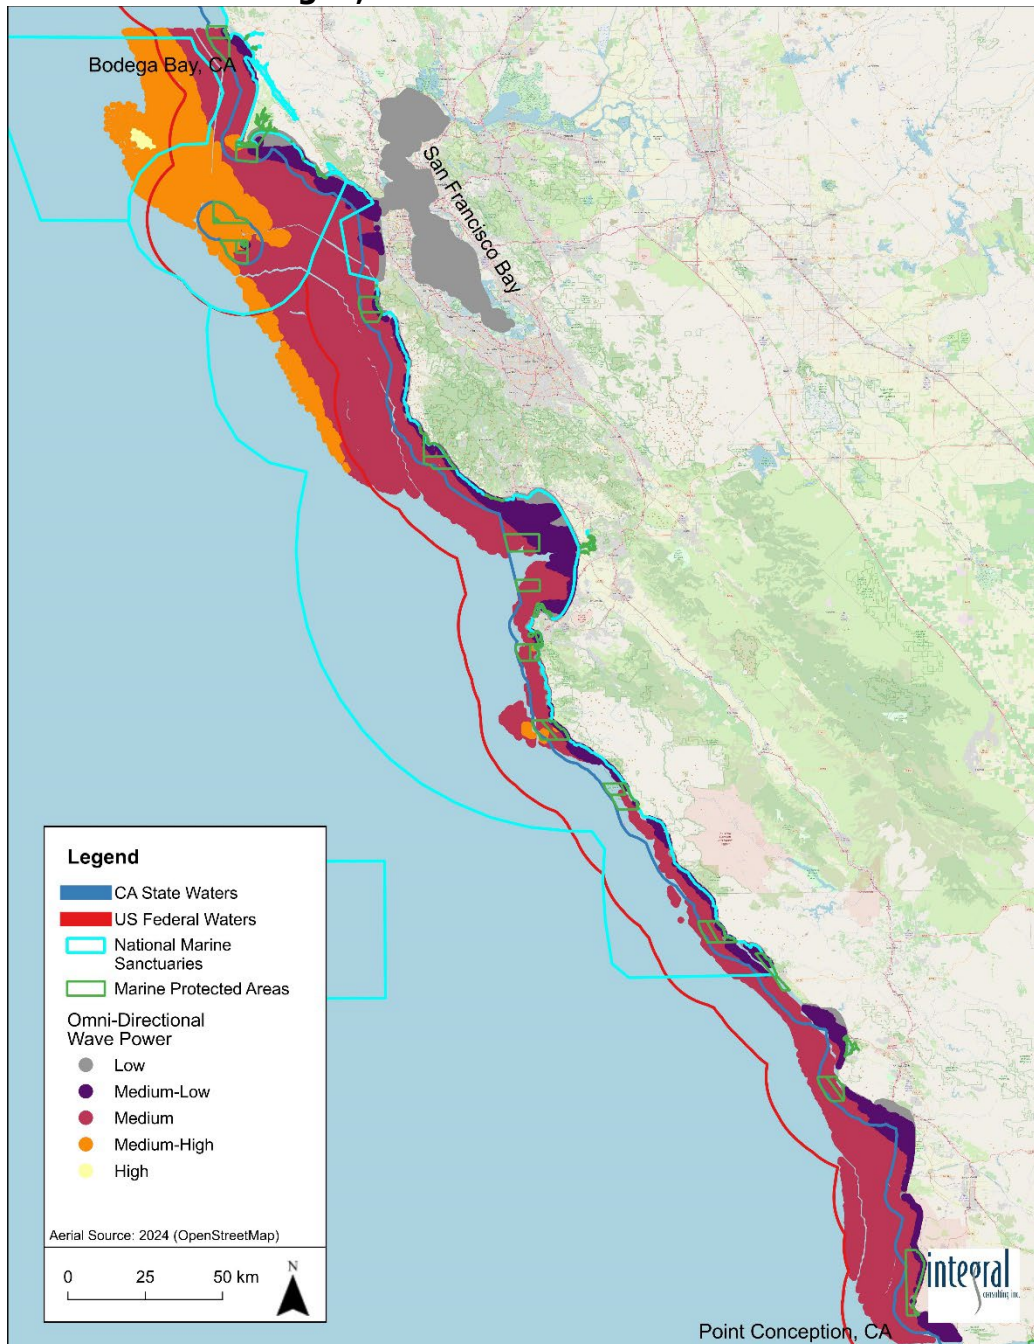 Bodega Bay, CA
San Francisco Bay
Legend
CA State Waters
US Federal Waters
National Marine
Sanctuaries
Marine Protected Areas
Omni-Directional
Wave Power
Low
Medium-Low
Medium
Medium-High
High
Aerial Source: 2024 (OpenStreetMap)
0 25 50 km
N
integral
consulting inc.
Point Conception, CA